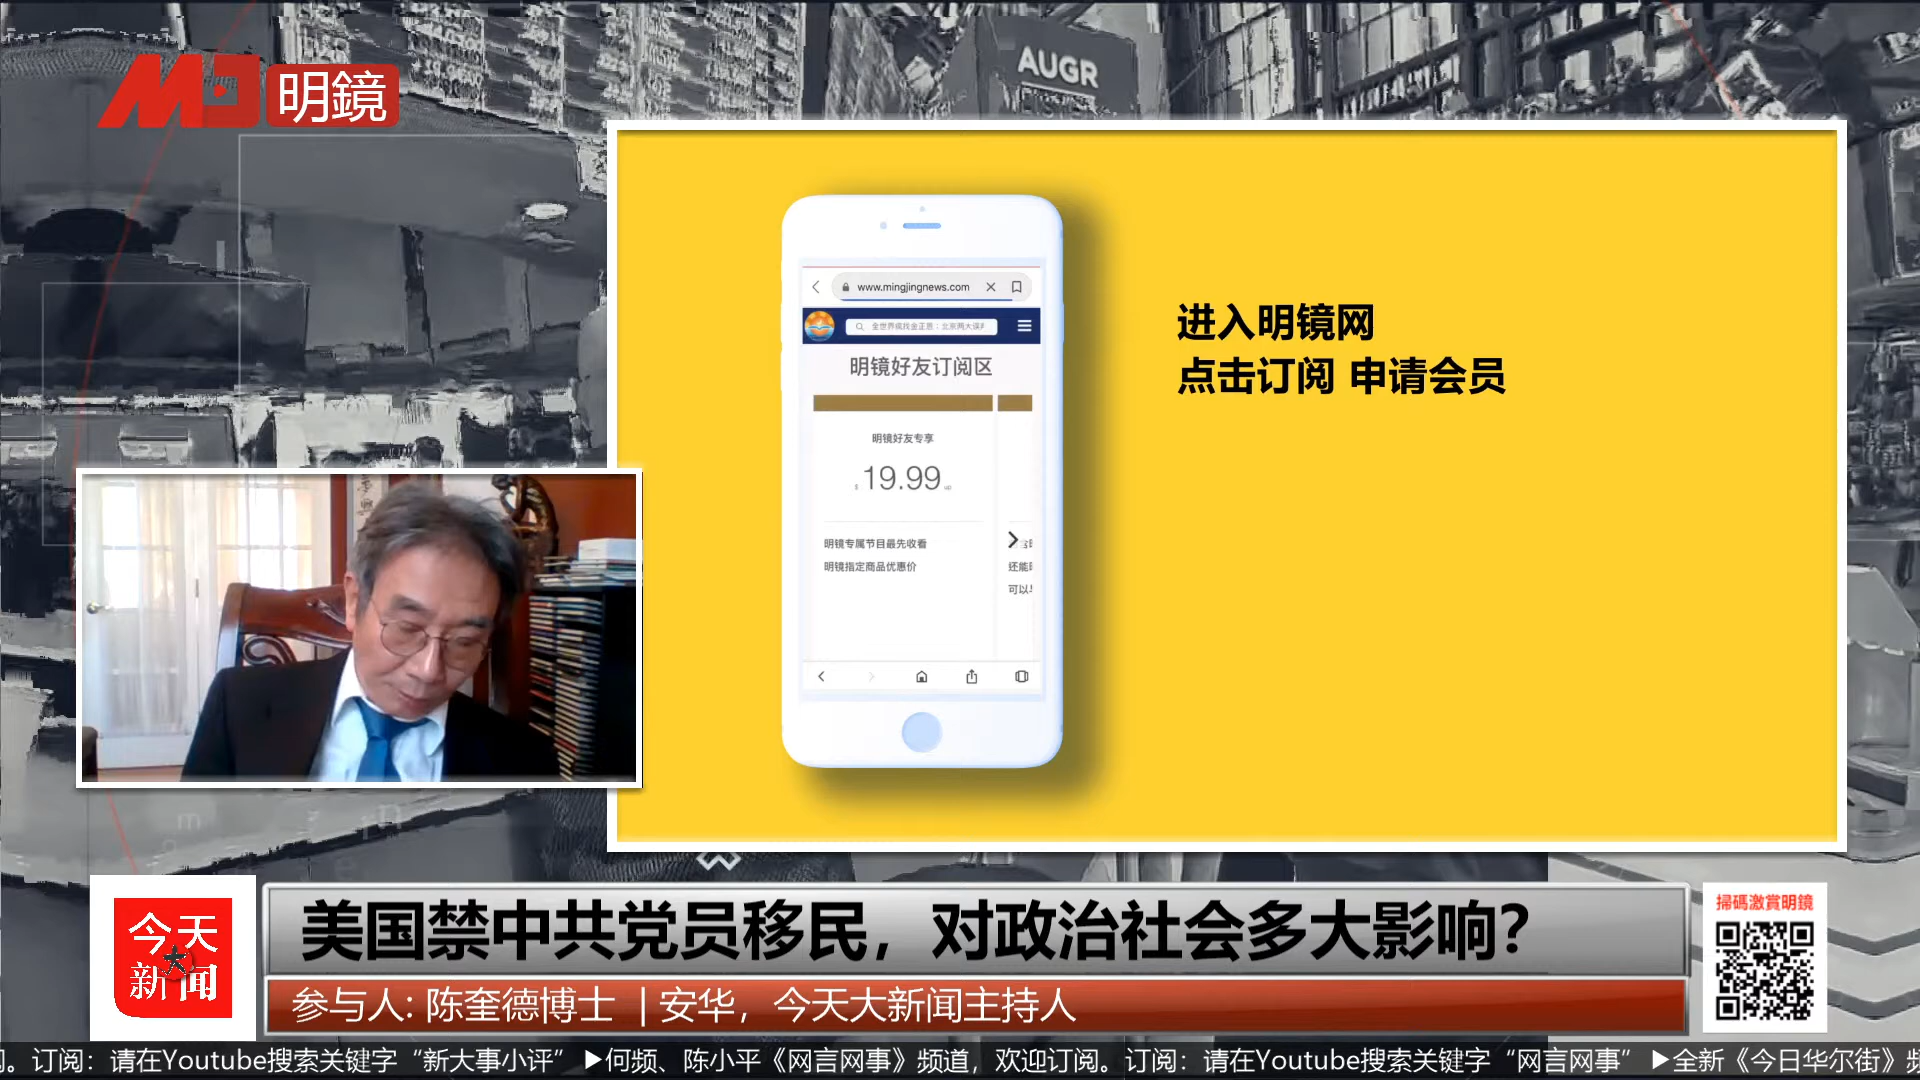 AUGR
明鏡
www.mingjingnews.com
明镜好友订阅区
明镜好友专享
$ 19.99
明镜专属节目最先收看
明镜指定商品优惠价
还能
可以
进入明镜网
点击订阅 申请会员
今天
大
新闻
美国禁中共党员移民，对政治社会多大影响？
参与人: 陈奎德博士 | 安华，今天大新闻主持人
掃碼激賞明鏡
阅。订阅：请在Youtube搜索关键字“新大事小评” ▶何频、陈小平《网言网事》频道，欢迎订阅。订阅：请在Youtube搜索关键字“网言网事” ▶全新《今日华尔街》频